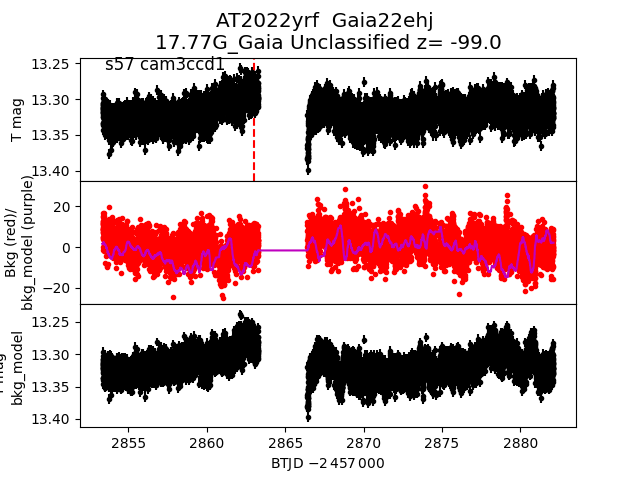 AT2022yrf  Gaia22ehj
17.77G_Gaia Unclassified z= -99.0
s57 cam3ccd1
13.25
13.30
13.35
13.40
T mag
20
0
−20
Bkg (red)/
bkg_model (purple)
13.25
13.30
13.35
13.40
bkg_model
2855 2860 2865 2870 2875 2880
BTJD −2 457 000